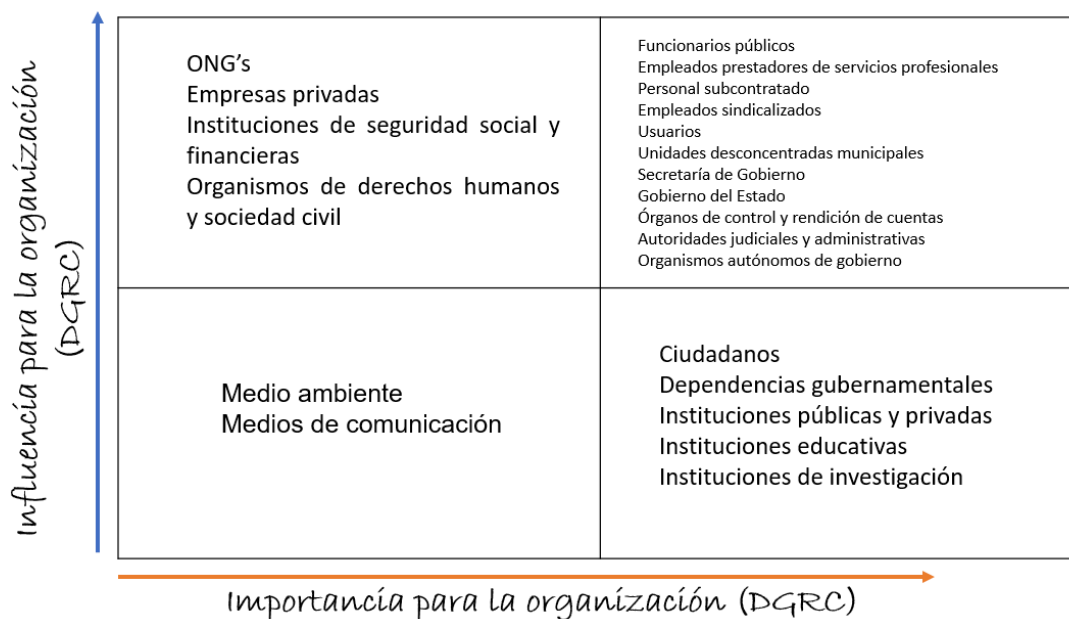 Influencia para la organización
(DGRC)
ONG's
Empresas privadas
Instituciones de seguridad social y
financieras
Organismos de derechos humanos
y sociedad civil
Funcionarios públicos
Empleados prestadores de servicios profesionales
Personal subcontratado
Empleados sindicalizados
Usuarios
Unidades desconcentradas municipales
Secretaría de Gobierno
Gobierno del Estado
Órganos de control y rendición de cuentas
Autoridades judiciales y administrativas
Organismos autónomos de gobierno
Medio ambiente
Medios de comunicación
Ciudadanos
Dependencias gubernamentales
Instituciones públicas y privadas
Instituciones educativas
Instituciones de investigación
Importancia para la organización (DGRC)